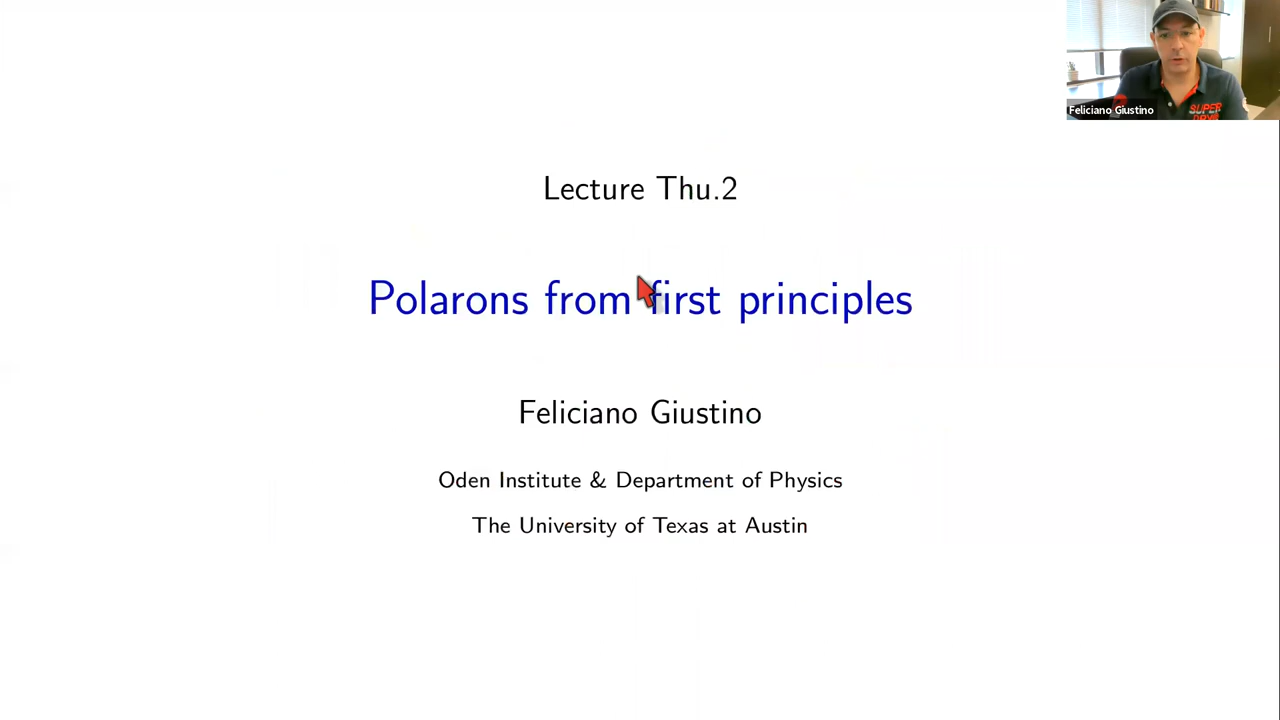 Feliciano Giustino
SUPER
Lecture Thu.2
Polarons from first principles
Feliciano Giustino
Oden Institute & Department of Physics
The University of Texas at Austin